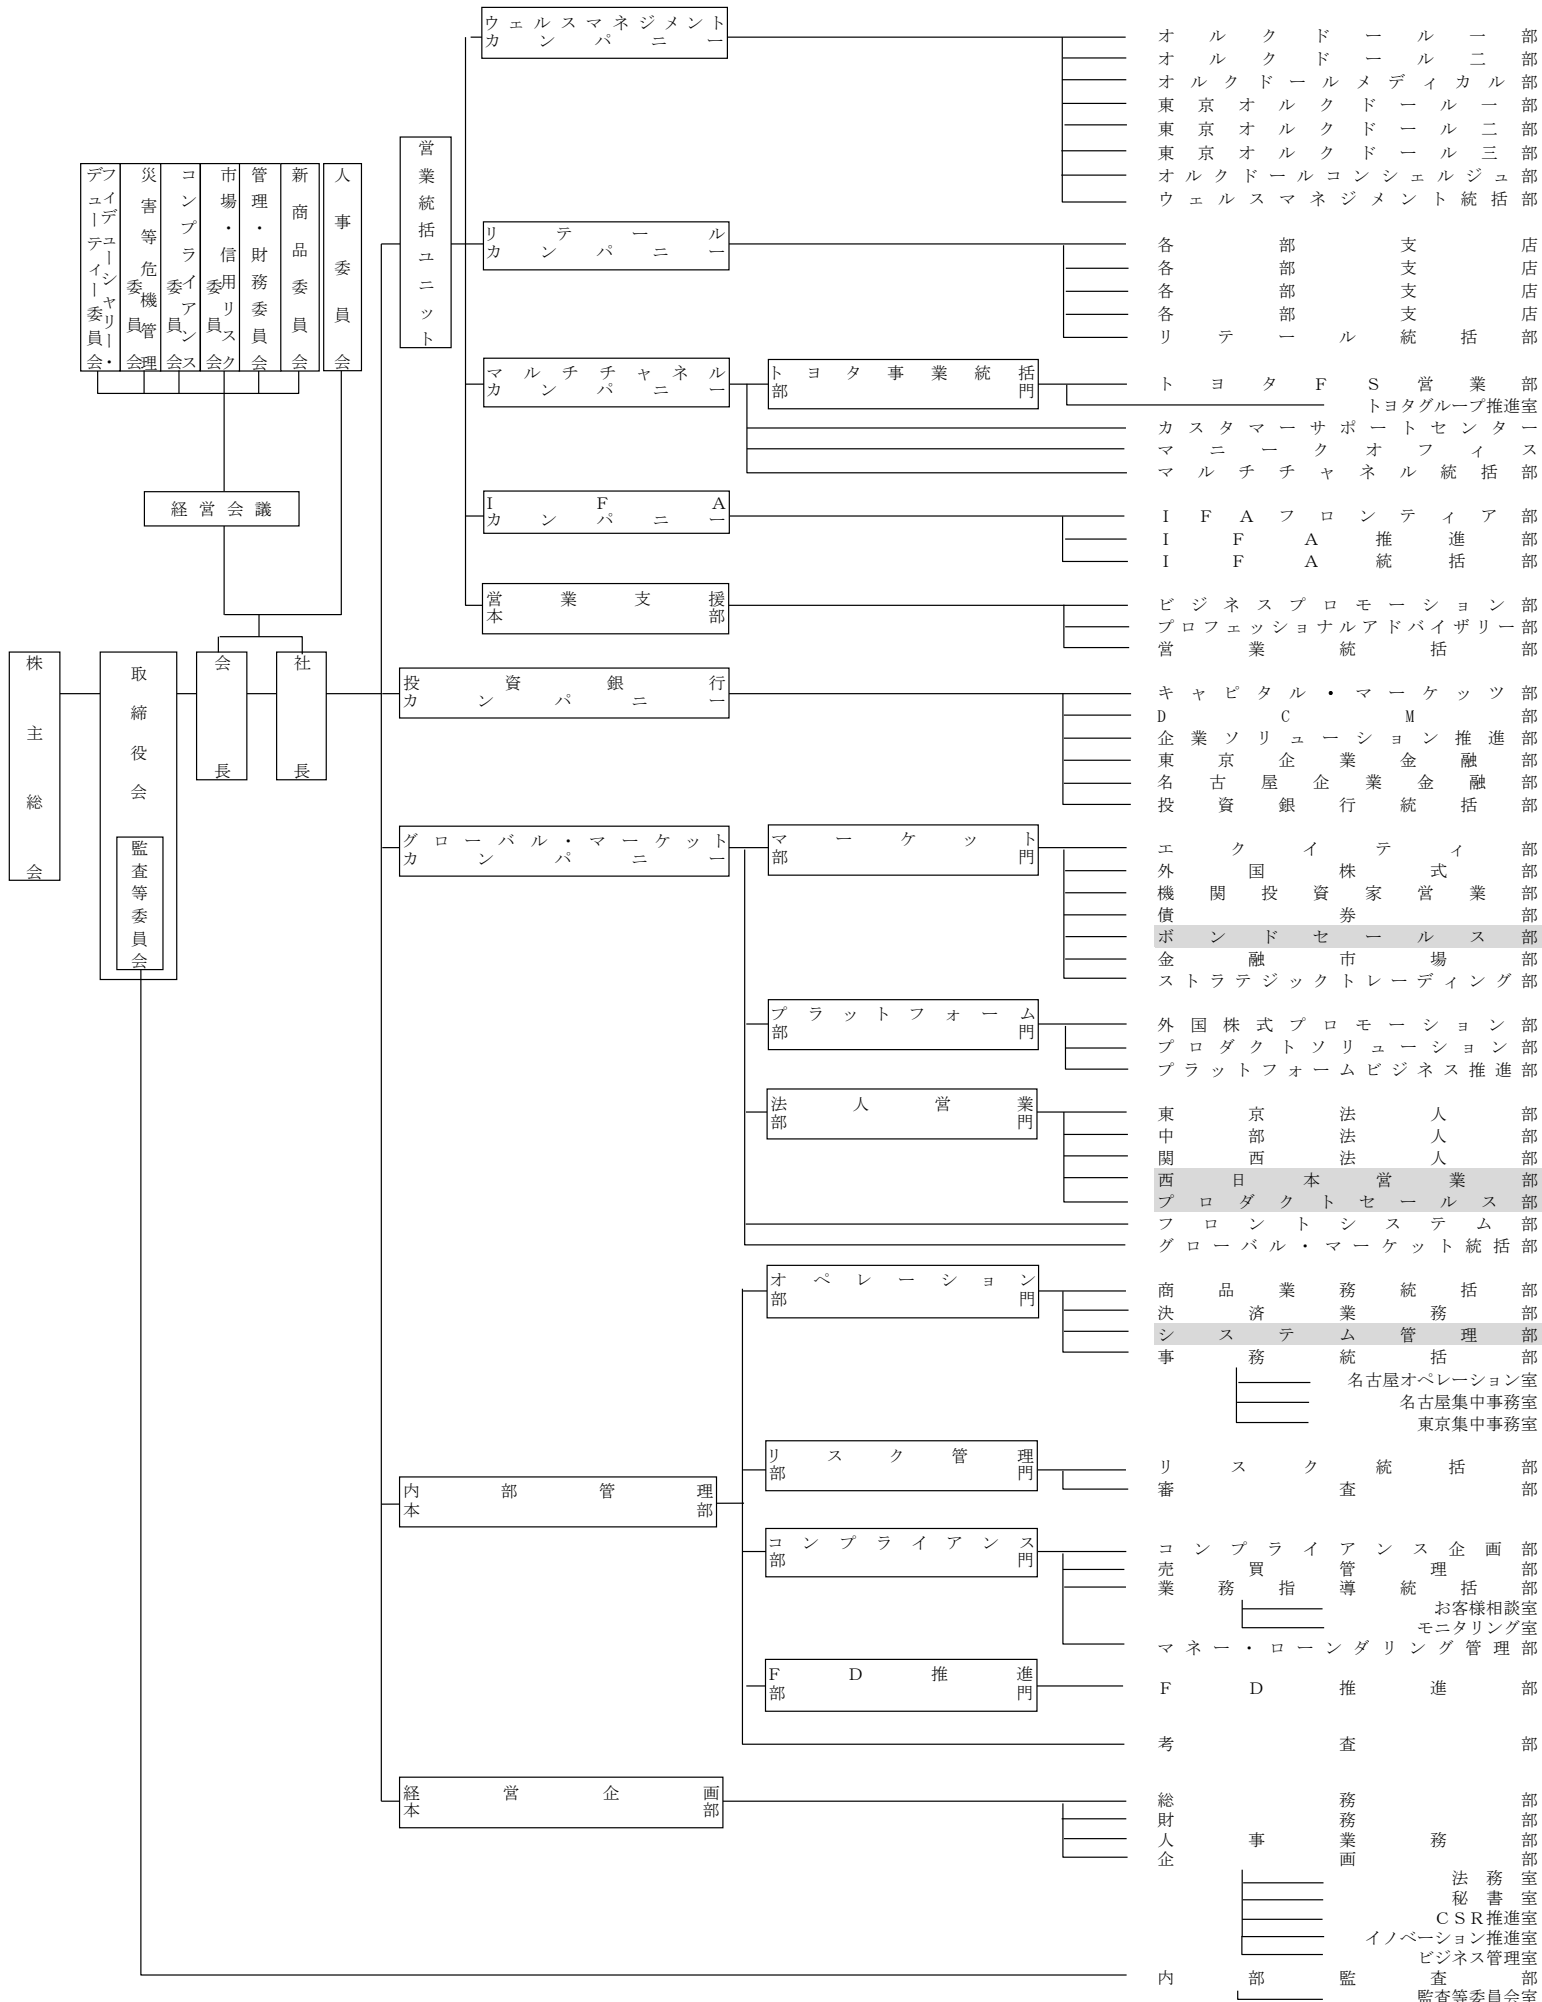 株主総会
取締役会
監査等委員会
会長
社長
経営会議
フィデューシャリー・
デューティー委員会
災害等危機管理
委員会
コンプライアンス
委員会
市場・信用リスク
委員会
管理・財務委員会
新商品委員会
人事委員会
営業統括ユニット
ウェルスマネジメント
カンパニー
オルクドール一部
オルクドール二部
オルクドールメディカル部
東京オルクドール一部
東京オルクドール二部
東京オルクドール三部
オルクドールコンシェルジュ部
ウェルスマネジメント統括部
リテール
カンパニー
各部支店
各部支店
各部支店
各部支店
リテール統括部
マルチチャネル
カンパニー
トヨタ事業統括
部門
トヨタFS営業部
トヨタグループ推進室
カスタマーサポートセンター
マニークオフィス
マルチチャネル統括部
IFA
カンパニー
IFAフロンティア部
IFA推進部
IFA統括部
営業支援
本部
ビジネスプロモーション部
プロフェッショナルアドバイザリー部
営業統括部
投資銀行
カンパニー
キャピタル・マーケッツ部
DCM部
企業ソリューション推進部
東京企業金融部
名古屋企業金融部
投資銀行統括部
グローバル・マーケット
カンパニー
マーケット
部門
エクイティ部
外国株式部
機関投資家営業部
債券部
ボンドセールス部
金融市場部
ストラテジックトレーディング部
プラットフォーム
部門
外国株式プロモーション部
プロダクトソリューション部
プラットフォームビジネス推進部
法人営業
部門
東京法人部
中部法人部
関西法人部
西日本営業部
プロダクトセールス部
フロントシステム部
グローバル・マーケット統括部
内部管理
本部
オペレーション
部門
商品業務統括部
決済業務部
システム管理部
事務統括部
名古屋オペレーション室
名古屋集中事務室
東京集中事務室
リスク管理
部門
リスク統括部
審査部
コンプライアンス
部門
コンプライアンス企画部
売買管理部
業務指導統括部
お客様相談室
モニタリング室
マネー・ローンダリング管理部
FD推進
部門
FD推進部
考査部
経営企画
本部
総務部
財務部
人事業務部
企画部
法務室
秘書室
CSR推進室
イノベーション推進室
ビジネス管理室
内部監査部
監査等委員会室